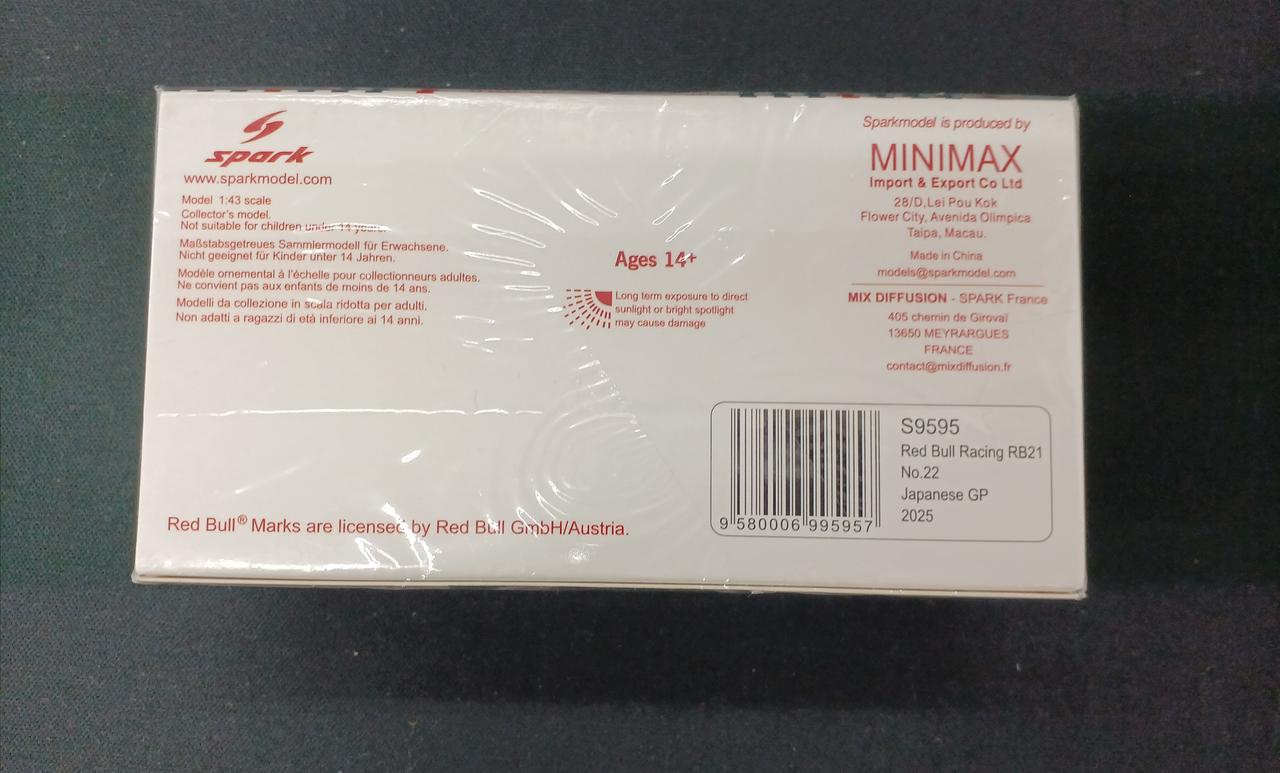 spark
www.sparkmodel.com
Model 1:43 scale
Collector's model.
Not suitable for children under 14 years.
Maßstabsgetreues Sammlermodell für Erwachsene.
Nicht geeignet für Kinder unter 14 Jahren.
Modèle ornemental à l'échelle pour collectionneurs adultes.
Ne convient pas aux enfants de moins de 14 ans.
Modelli da collezione in scala ridotta per adulti.
Non adatti a ragazzi di età inferiore ai 14 anni.
Ages 14+
Long term exposure to direct
sunlight or bright spotlight
may cause damage
Sparkmodel is produced by
MINIMAX
Import & Export Co Ltd
28/D,Lei Pou Kok
Flower City, Avenida Olimpica
Taipa, Macau.
Made in China
models@sparkmodel.com
MIX DIFFUSION - SPARK France
405 chemin de Giroval
13650 MEYRARGUES
FRANCE
contact@mixdiffusion.fr
S9595
Red Bull Racing RB21
No.22
Japanese GP
2025
9 580006 995957
Red Bull® Marks are licensed by Red Bull GmbH/Austria.